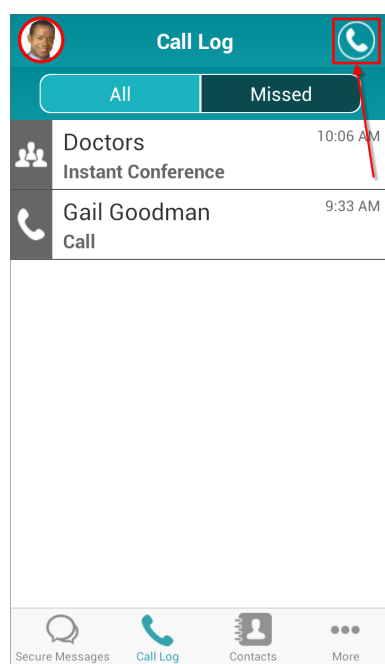 Call Log
All Missed
Doctors 10:06 AM
Instant Conference
Gail Goodman 9:33 AM
Call
Secure Messages Call Log Contacts More